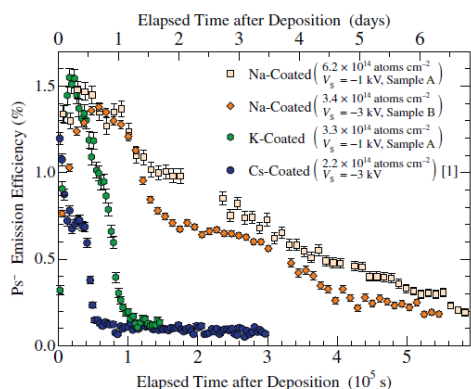 Elapsed Time after Deposition (days)
0 1 2 3 4 5 6
Ps⁻ Emission Efficiency (%)
1.5
1.0
0.5
0.0
Na-Coated (6.2 × 10¹⁴ atoms cm⁻²
V_S = −1 kV, Sample A)
Na-Coated (3.4 × 10¹⁴ atoms cm⁻²
V_S = −3 kV, Sample B)
K-Coated (3.3 × 10¹⁴ atoms cm⁻²
V_S = −1 kV, Sample A)
Cs-Coated (2.2 × 10¹⁴ atoms cm⁻²
V_S = −3 kV) [1]
0 1 2 3 4 5
Elapsed Time after Deposition (10⁵ s)